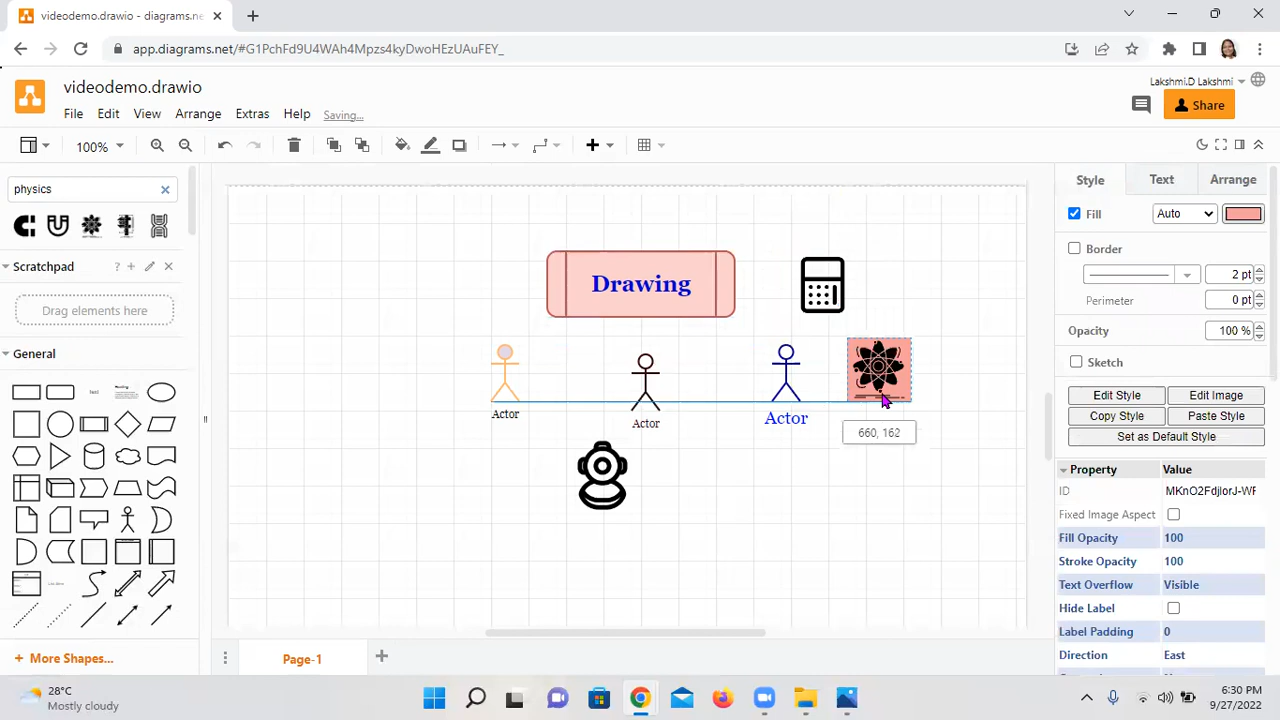 videodemo.drawio - diagrams.ne
app.diagrams.net/#G1PchFd9U4WAh4Mpzs4kyDwoHEzUAuFEY_
videodemo.drawio
Lakshmi.D Lakshmi
File Edit View Arrange Extras Help Saving...
Share
100%
physics
Style Text Arrange
Fill Auto
Border
2 pt
Perimeter 0 pt
Opacity 100 %
Sketch
Edit Style Edit Image
Copy Style Paste Style
Set as Default Style
Property Value
ID MKnO2FdjlorJ-WF
Fixed Image Aspect
Fill Opacity 100
Stroke Opacity 100
Text Overflow Visible
Hide Label
Label Padding 0
Direction East
Scratchpad ?
Drag elements here
General
Text
Drawing
Actor
Actor
Actor
660, 162
+ More Shapes...
Page-1
28°C
Mostly cloudy
6:30 PM
9/27/2022